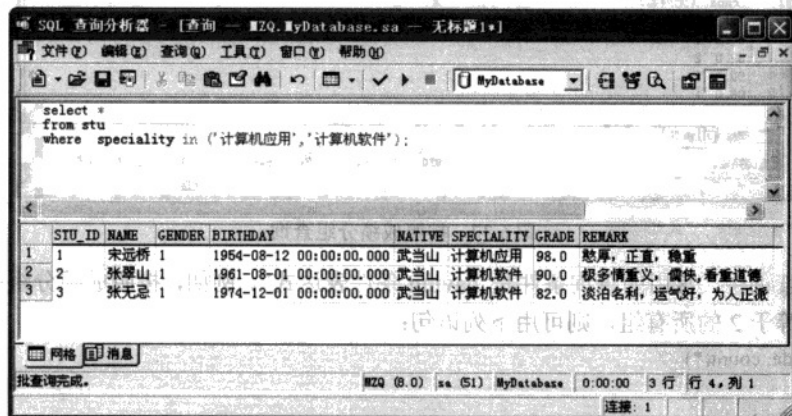 SQL 查询分析器 - [查询 — MZQ.MyDatabase.sa — 无标题1*]
文件(F) 编辑(E) 查询(Q) 工具(T) 窗口(W) 帮助(H)
MyDatabase
select *
from stu
where speciality in ('计算机应用','计算机软件');
STU_ID NAME GENDER BIRTHDAY NATIVE SPECIALITY GRADE REMARK
1 1 宋远桥 1 1954-08-12 00:00:00.000 武当山 计算机应用 98.0 憨厚，正直，稳重
2 2 张翠山 1 1961-08-01 00:00:00.000 武当山 计算机软件 90.0 极多情重义，儒侠,看重道德
3 3 张无忌 1 1974-12-01 00:00:00.000 武当山 计算机软件 82.0 淡泊名利，运气好，为人正派
网格 消息
批查询完成。 MZQ (8.0) sa (51) MyDatabase 0:00:00 3 行 行 4，列 1
连接: 1